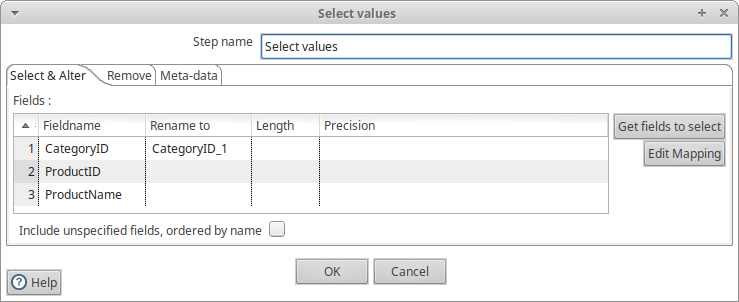 Select values
Step name Select values
Select & Alter Remove Meta-data
Fields :
Fieldname Rename to Length Precision
1 CategoryID CategoryID_1
2 ProductID
3 ProductName
Get fields to select
Edit Mapping
Include unspecified fields, ordered by name
OK Cancel
Help